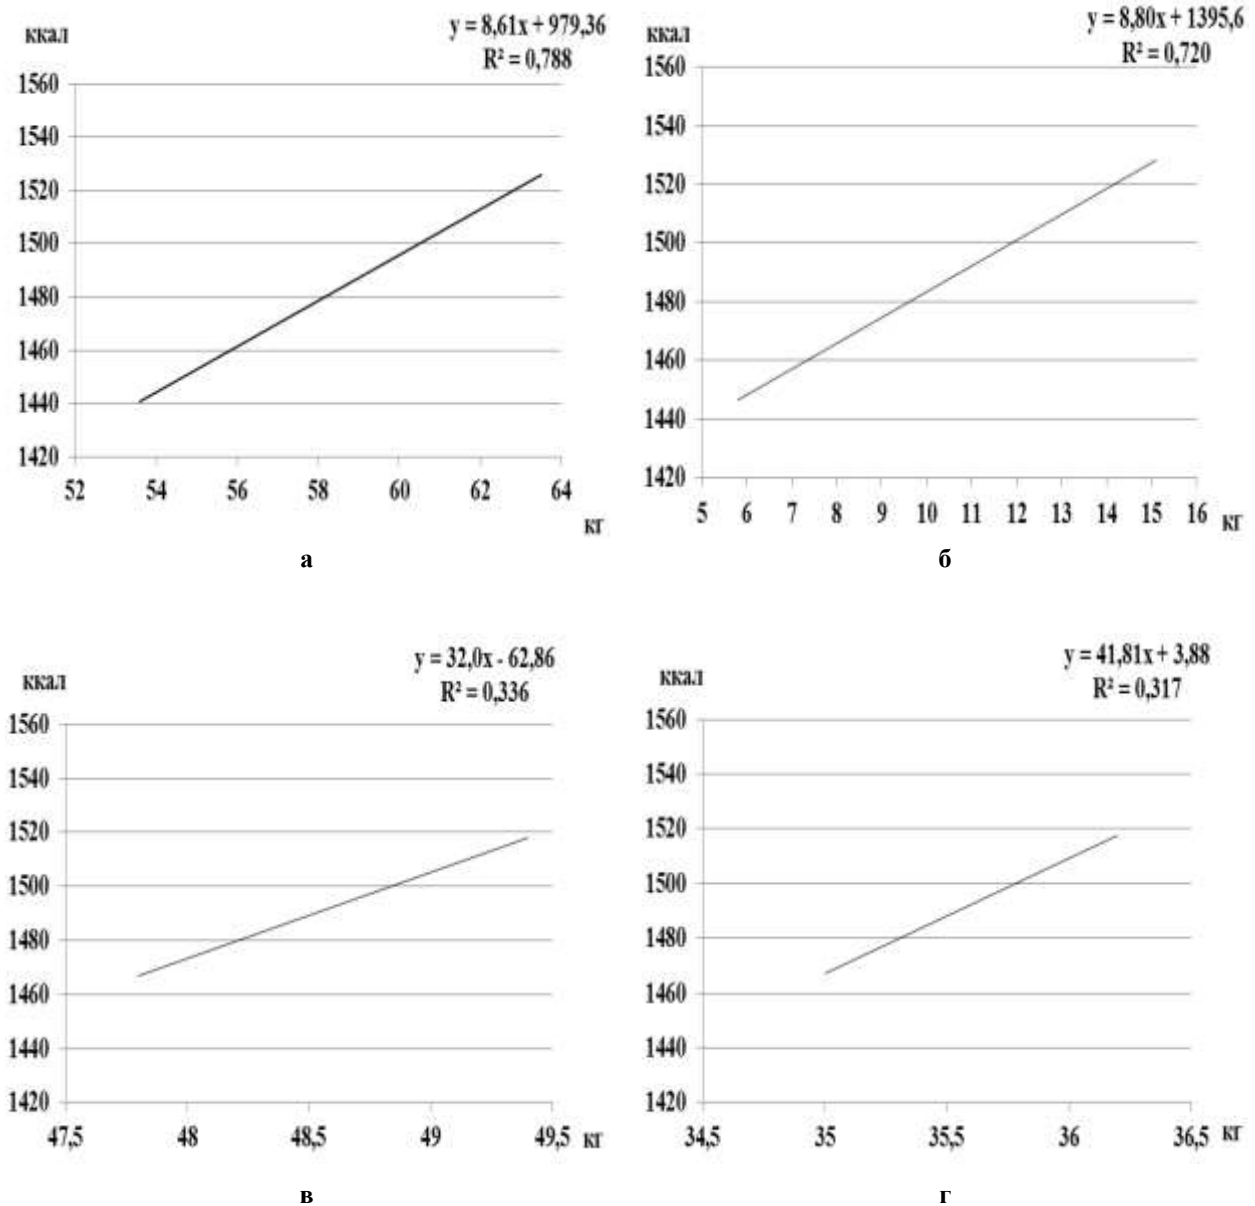 ккал
y = 8,61x + 979,36
R² = 0,788
1560
1540
1520
1500
1480
1460
1440
1420
52 54 56 58 60 62 64
кг
а
ккал
y = 8,80x + 1395,6
R² = 0,720
1560
1540
1520
1500
1480
1460
1440
1420
5 6 7 8 9 10 11 12 13 14 15 16 кг
б
ккал
y = 32,0x - 62,86
R² = 0,336
1560
1540
1520
1500
1480
1460
1440
1420
47,5 48 48,5 49 49,5 кг
в
ккал
y = 41,81x + 3,88
R² = 0,317
1560
1540
1520
1500
1480
1460
1440
1420
34,5 35 35,5 36 36,5 кг
г